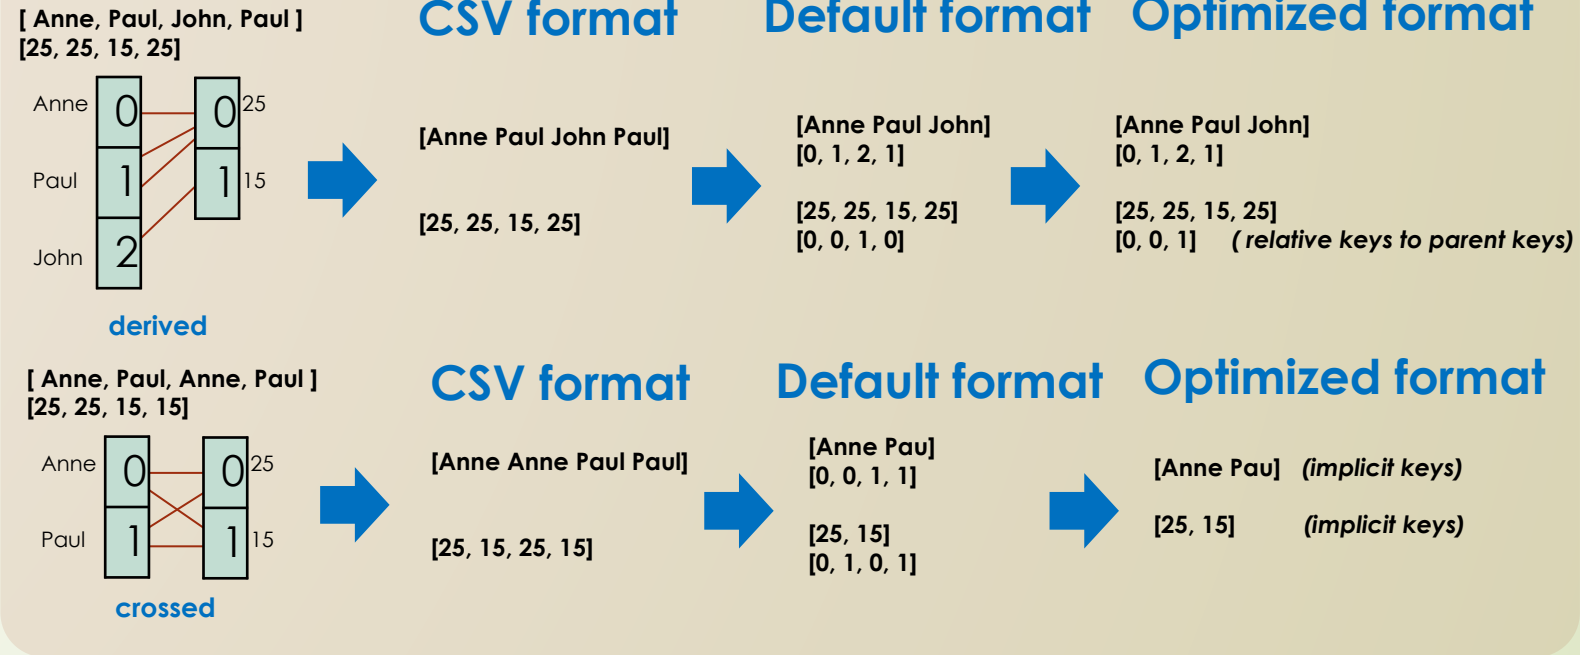 [ Anne, Paul, John, Paul ]
[25, 25, 15, 25]
CSV format
Default format
Optimized format
Anne 0 0 25
Paul 1 1 15
John 2
derived
[Anne Paul John Paul]
[25, 25, 15, 25]
[Anne Paul John]
[0, 1, 2, 1]
[25, 25, 15, 25]
[0, 0, 1, 0]
[Anne Paul John]
[0, 1, 2, 1]
[25, 25, 15, 25]
[0, 0, 1] ( relative keys to parent keys)
[ Anne, Paul, Anne, Paul ]
[25, 25, 15, 15]
CSV format
Default format
Optimized format
Anne 0 0 25
Paul 1 1 15
crossed
[Anne Anne Paul Paul]
[25, 15, 25, 15]
[Anne Pau]
[0, 0, 1, 1]
[25, 15]
[0, 1, 0, 1]
[Anne Pau] (implicit keys)
[25, 15] (implicit keys)